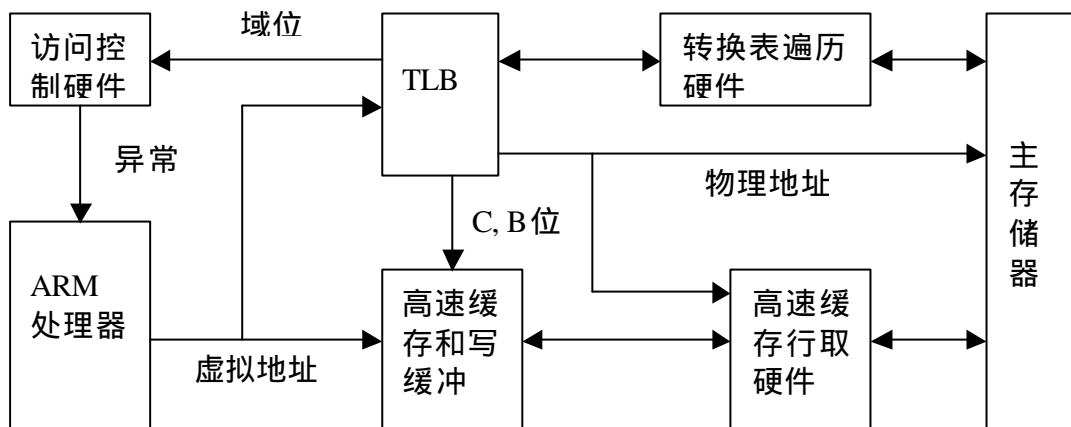 域位
访问控
制硬件
TLB
转换表遍历
硬件
异常
物理地址
主
存
储
器
C, B位
ARM
处理器
高速缓
存和写
缓冲
高速缓
存行取
硬件
虚拟地址